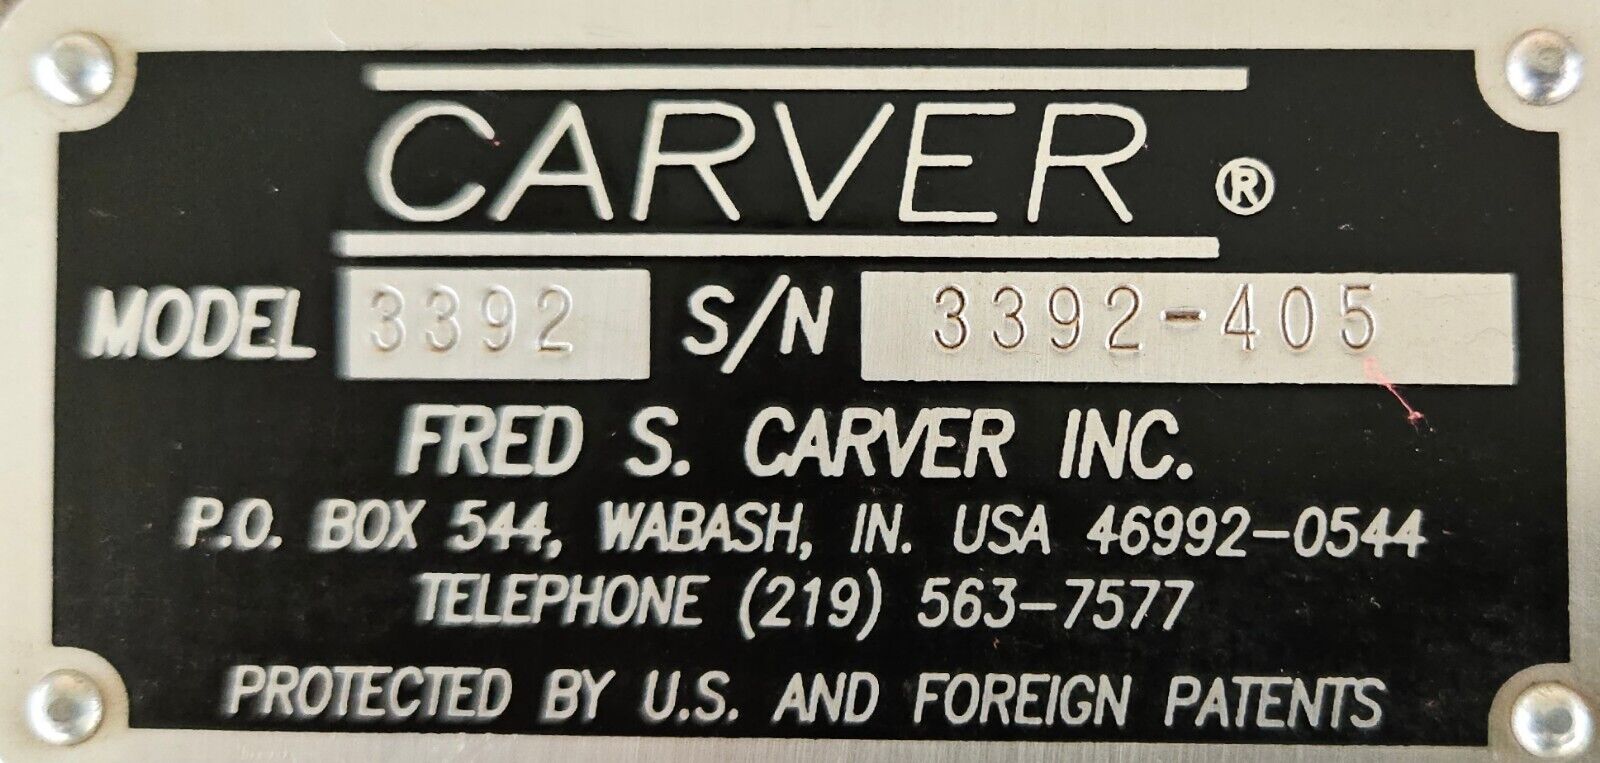 CARVER ®
MODEL 3392 S/N 3392-405
FRED S. CARVER INC.
P.O. BOX 544, WABASH, IN. USA 46992-0544
TELEPHONE (219) 563-7577
PROTECTED BY U.S. AND FOREIGN PATENTS